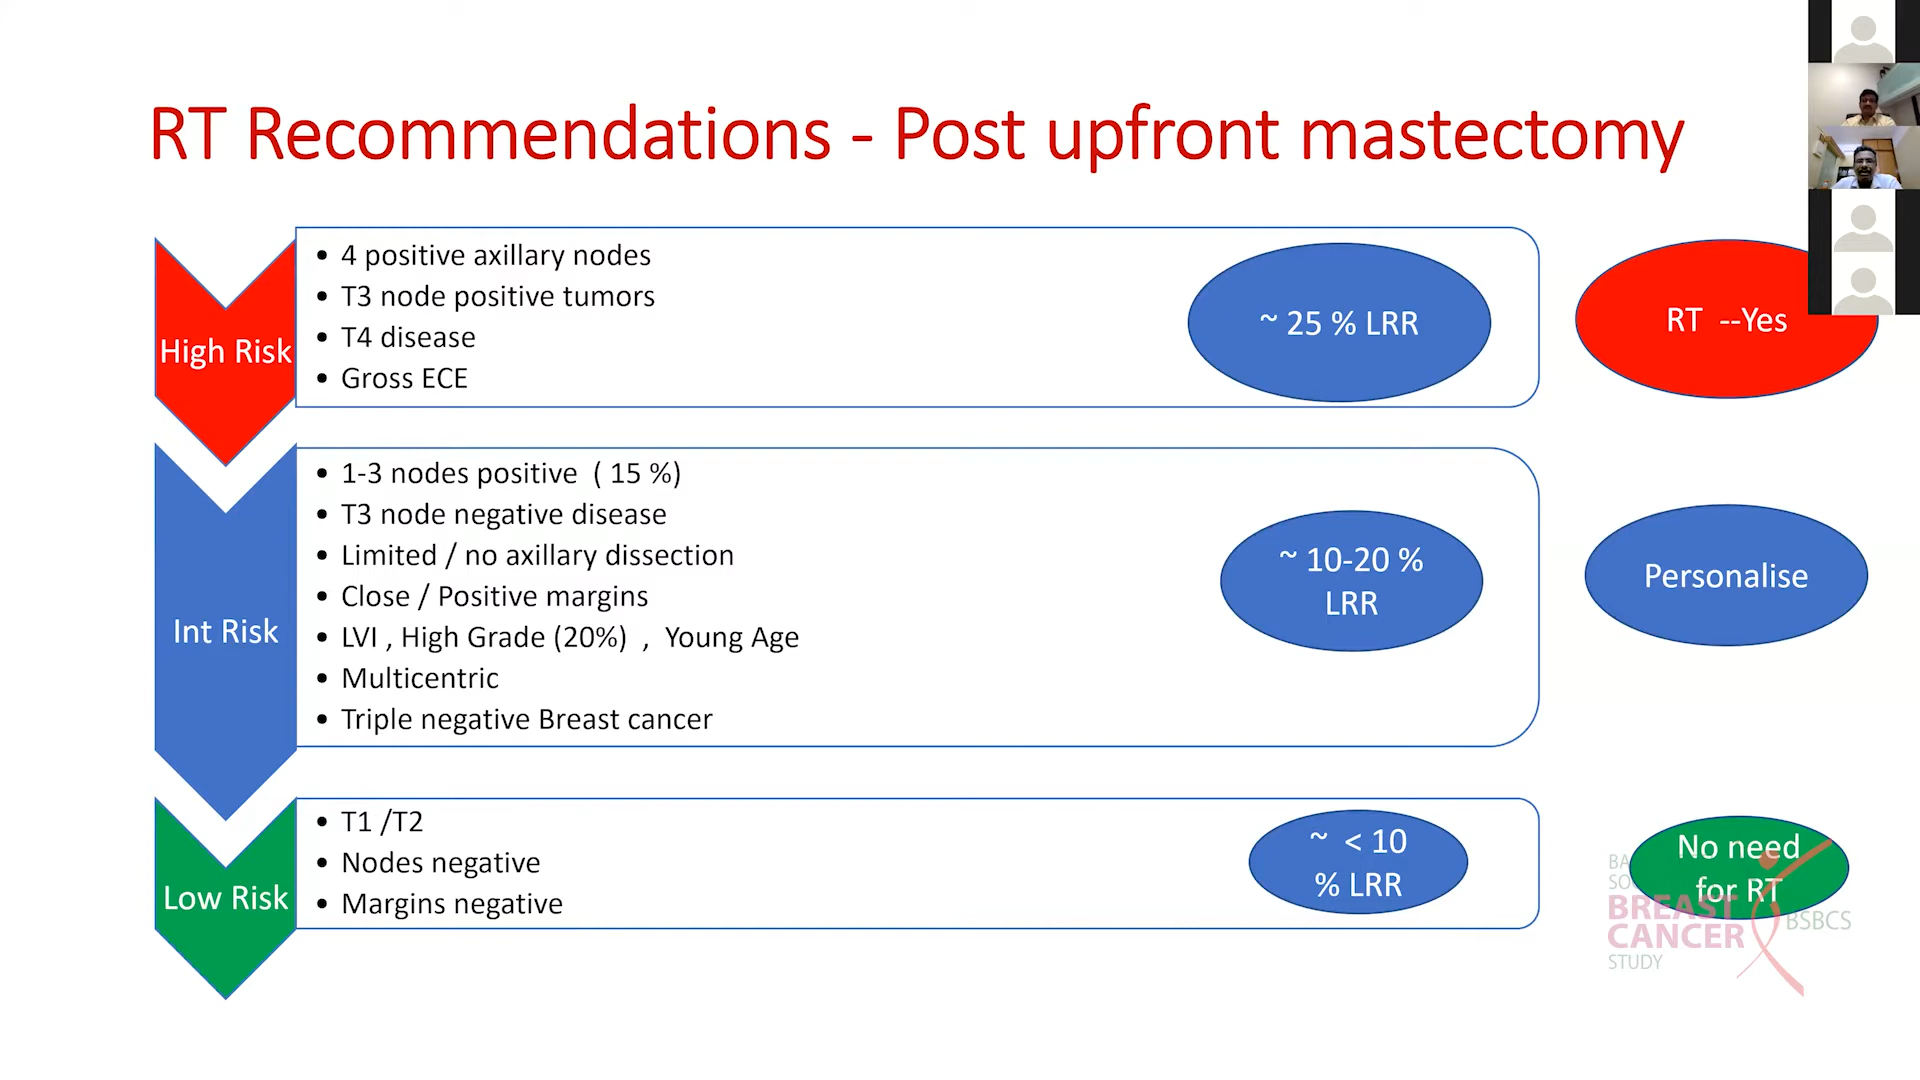 RT Recommendations - Post upfront mastectomy
High Risk
• 4 positive axillary nodes
• T3 node positive tumors
• T4 disease
• Gross ECE
~ 25 % LRR
RT --Yes
Int Risk
• 1-3 nodes positive ( 15 %)
• T3 node negative disease
• Limited / no axillary dissection
• Close / Positive margins
• LVI , High Grade (20%) , Young Age
• Multicentric
• Triple negative Breast cancer
~ 10-20 %
LRR
Personalise
Low Risk
• T1 /T2
• Nodes negative
• Margins negative
~ < 10
% LRR
No need
for RT
BREAST
CANCER
STUDY
BSBCS